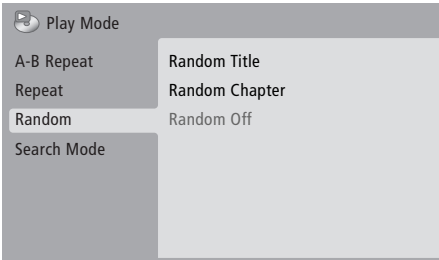 Play Mode
A-B Repeat
Repeat
Random
Search Mode
Random Title
Random Chapter
Random Off